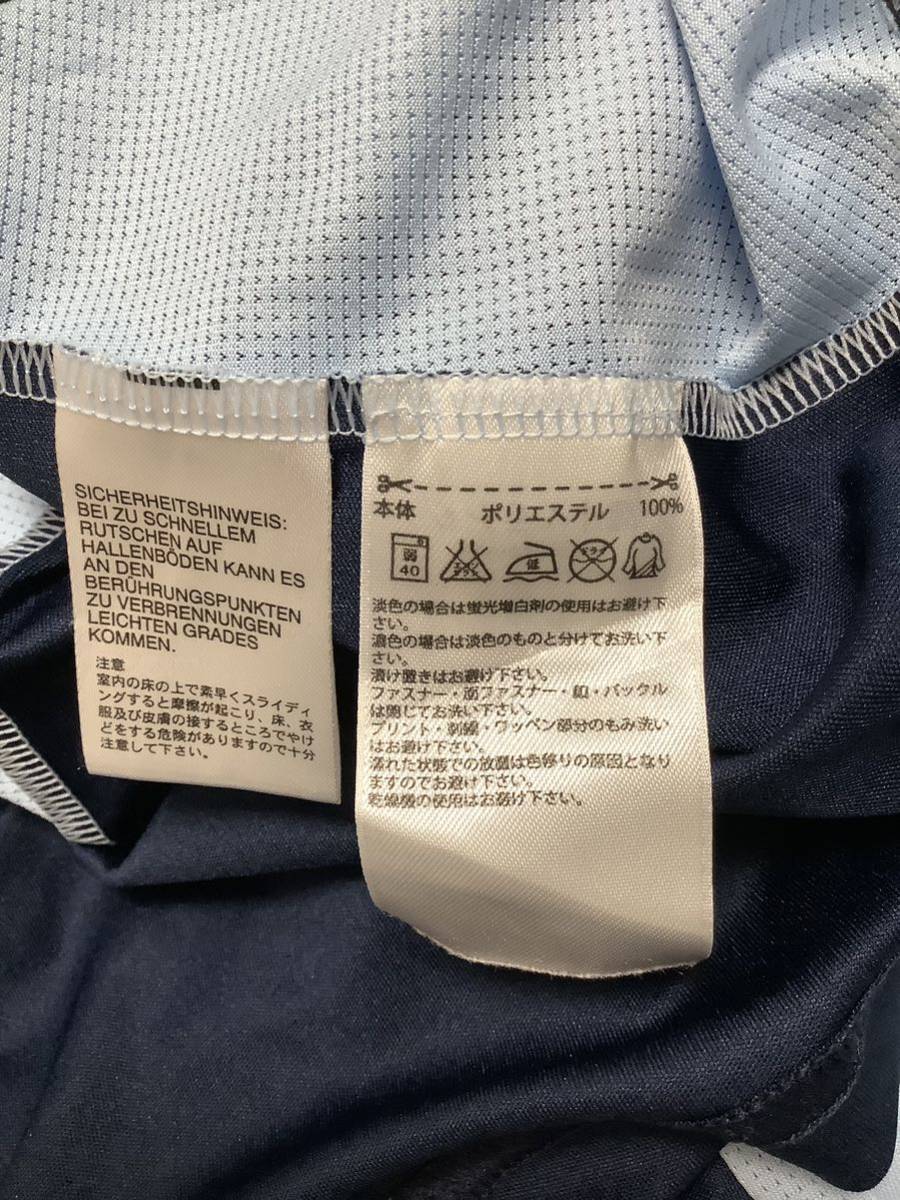 SICHERHEITSHINWEIS:
BEI ZU SCHNELLEM
RUTSCHEN AUF
HALLENBÖDEN KANN ES
AN DEN
BERÜHRUNGSPUNKTEN
ZU VERBRENNUNGEN
LEICHTEN GRADES
KOMMEN.
注意
室内の床の上で素早くスライディ
ングすると摩擦が起こり、床、衣
服及び皮膚の接するところでやけ
どをする危険がありますので十分
注意して下さい。
本体 ポリエステル 100%
弱 40 エンソサラシ 低 ドライ
淡色の場合は蛍光増白剤の使用はお避け下
さい。
濃色の場合は淡色のものと分けてお洗い下
さい。
漬け置きはお避け下さい。
ファスナー・面ファスナー・釦・バックル
は閉じてお洗い下さい。
プリント・刺繍・ワッペン部分のもみ洗い
はお避け下さい。
濡れた状態での放置は色移りの原因となり
ますのでお避け下さい。
乾燥機の使用はお避け下さい。